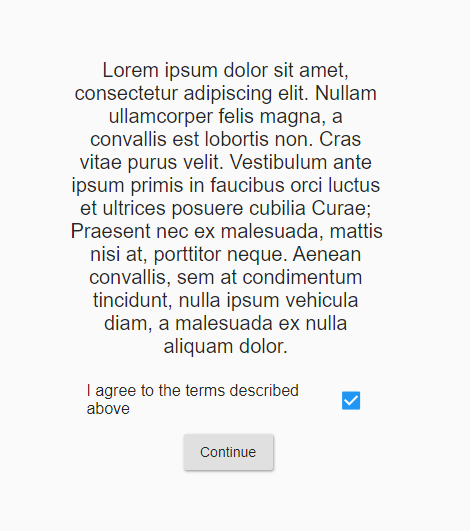 Lorem ipsum dolor sit amet,
consectetur adipiscing elit. Nullam
ullamcorper felis magna, a
convallis est lobortis non. Cras
vitae purus velit. Vestibulum ante
ipsum primis in faucibus orci luctus
et ultrices posuere cubilia Curae;
Praesent nec ex malesuada, mattis
nisi at, porttitor neque. Aenean
convallis, sem at condimentum
tincidunt, nulla ipsum vehicula
diam, a malesuada ex nulla
aliquam dolor.
I agree to the terms described
above
Continue